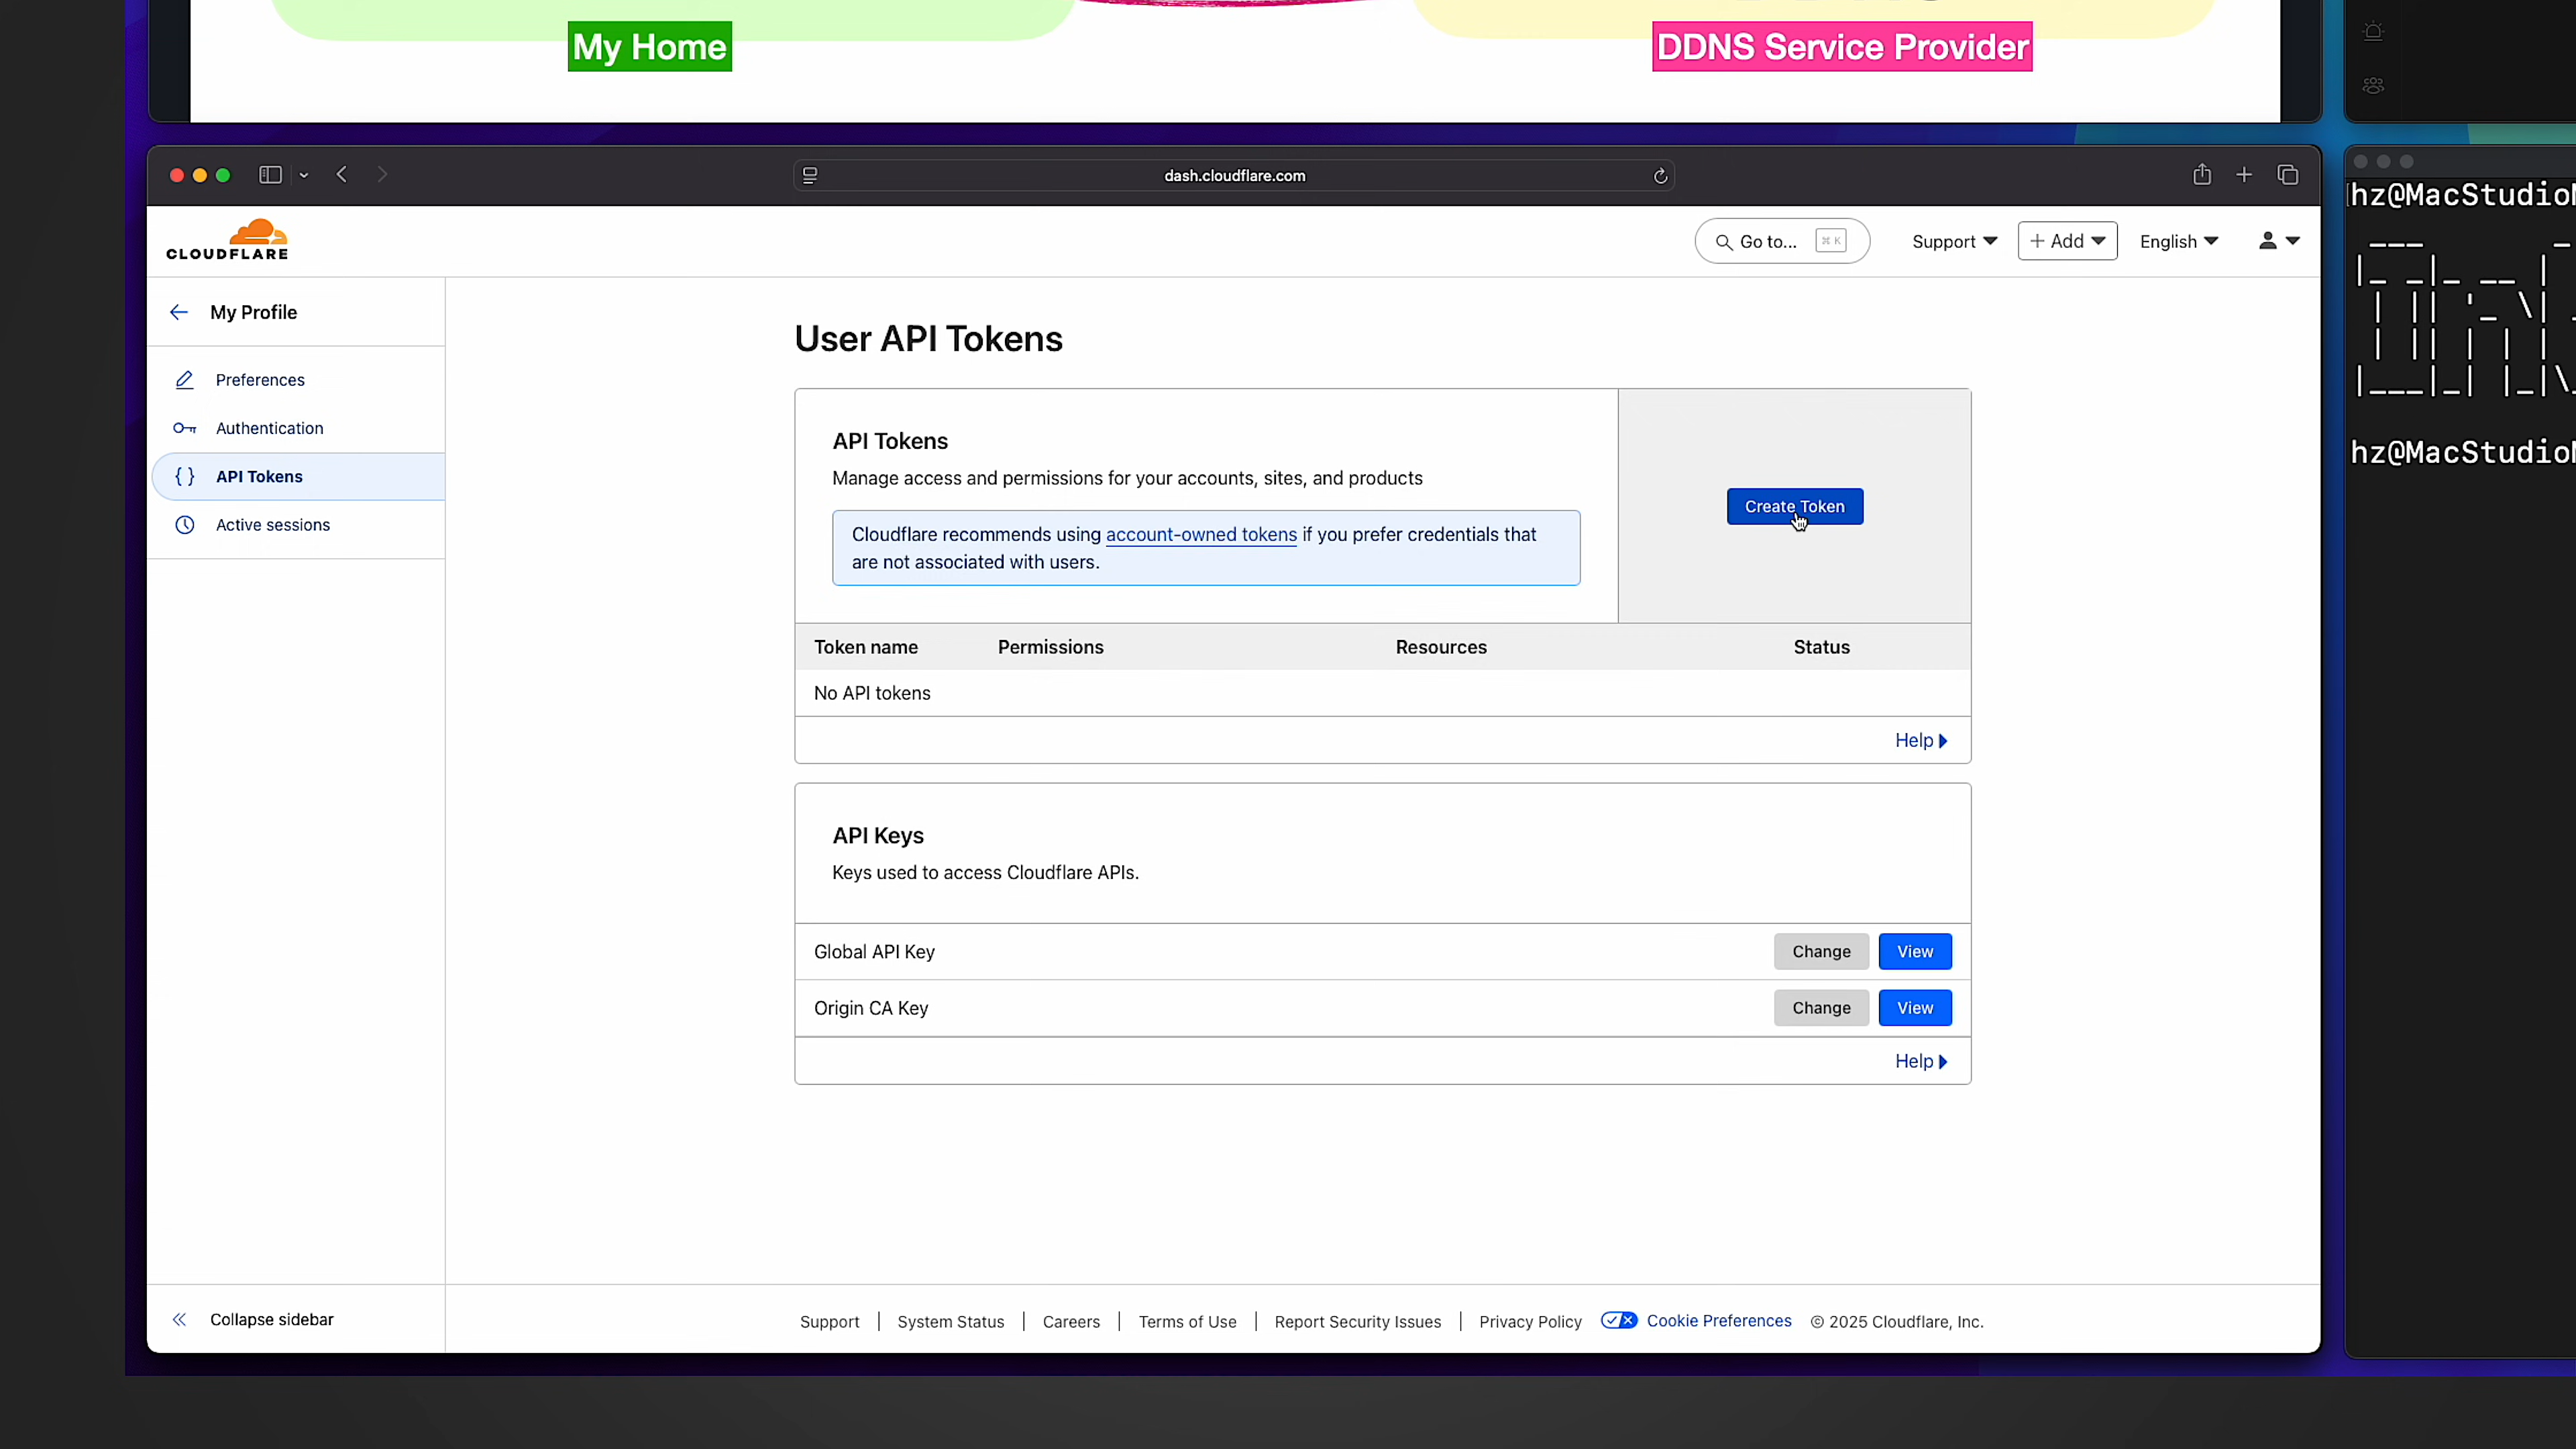 My Home
DDNS Service Provider
dash.cloudflare.com
CLOUDFLARE
Go to...
⌘ K
Support
+ Add
English
My Profile
Preferences
Authentication
API Tokens
Active sessions
User API Tokens
API Tokens
Manage access and permissions for your accounts, sites, and products
Create Token
Cloudflare recommends using account-owned tokens if you prefer credentials that
are not associated with users.
Token name Permissions Resources Status
No API tokens
Help
API Keys
Keys used to access Cloudflare APIs.
Global API Key Change View
Origin CA Key Change View
Help
Collapse sidebar
Support | System Status | Careers | Terms of Use | Report Security Issues | Privacy Policy Cookie Preferences © 2025 Cloudflare, Inc.
hz@MacStudio
hz@MacStudio